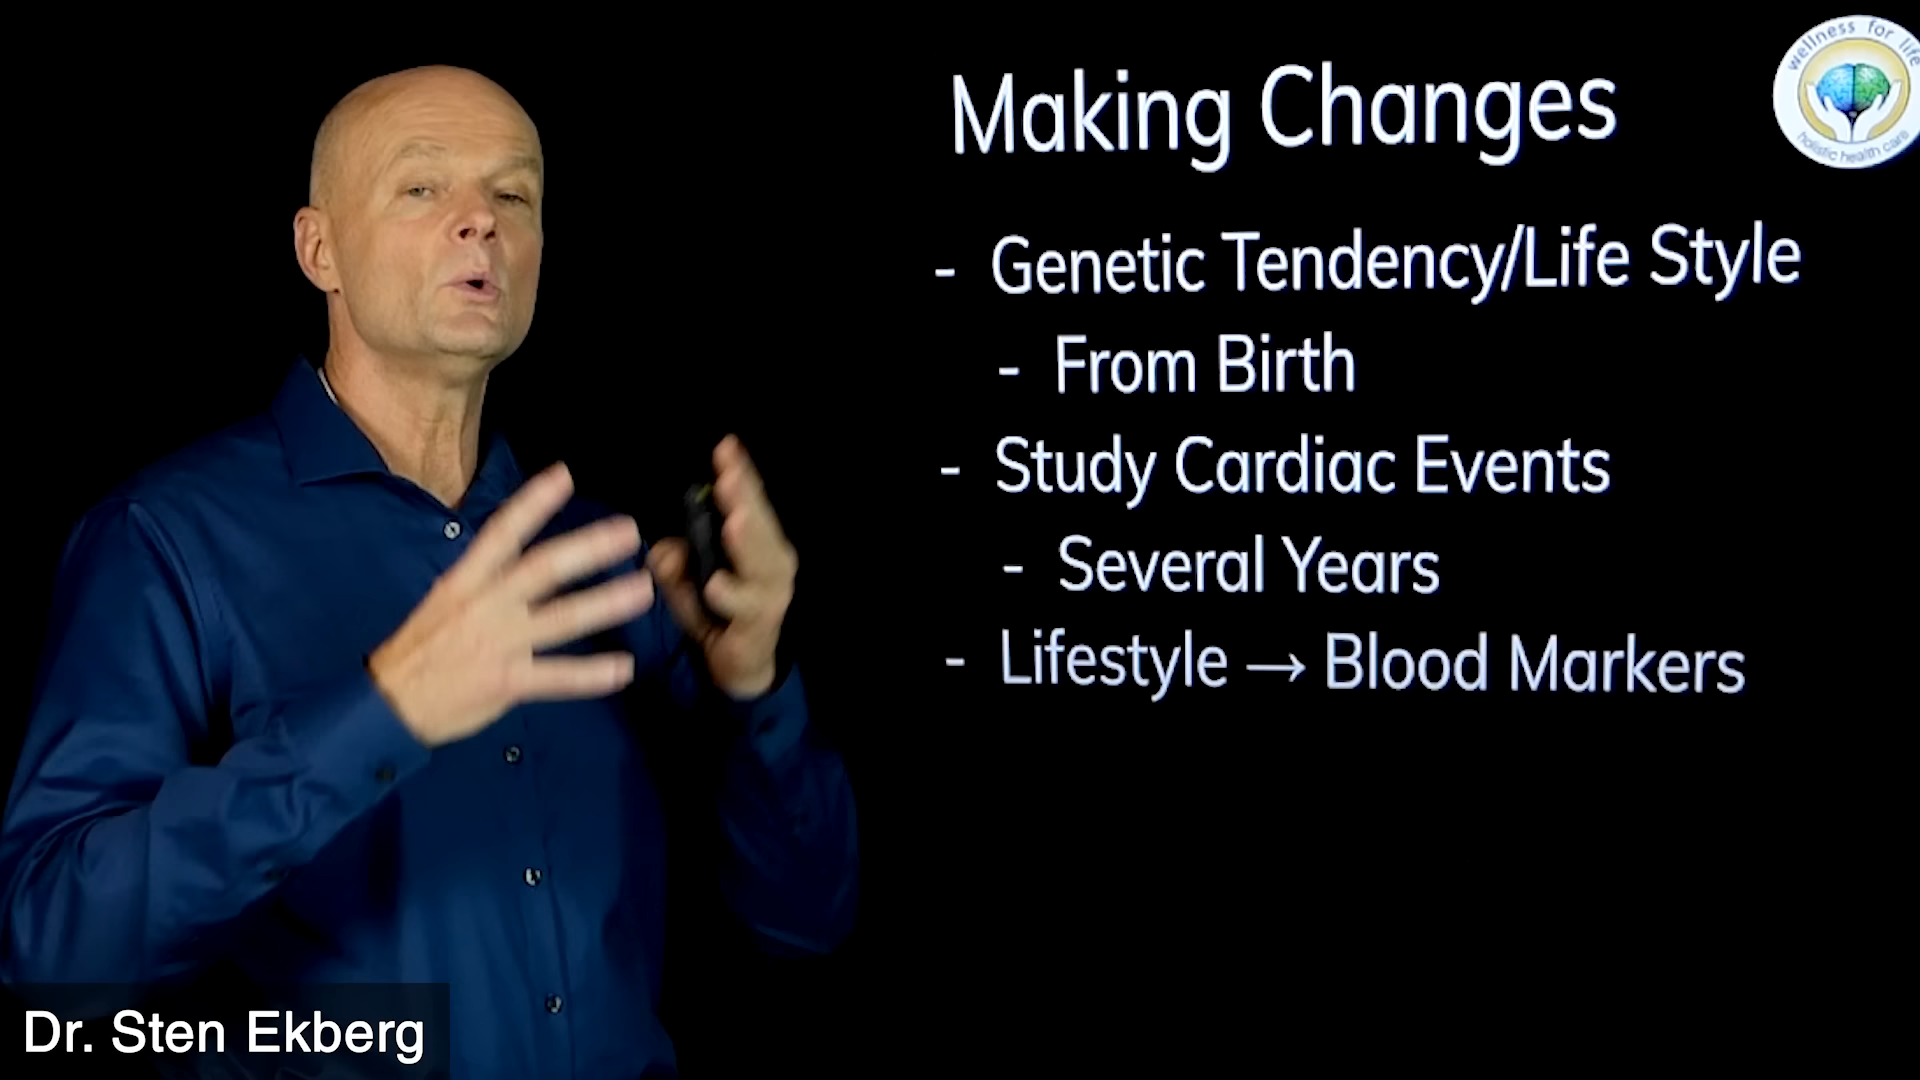 wellness for life
holistic health care
Making Changes
- Genetic Tendency/Life Style
- From Birth
- Study Cardiac Events
- Several Years
- Lifestyle → Blood Markers
Dr. Sten Ekberg